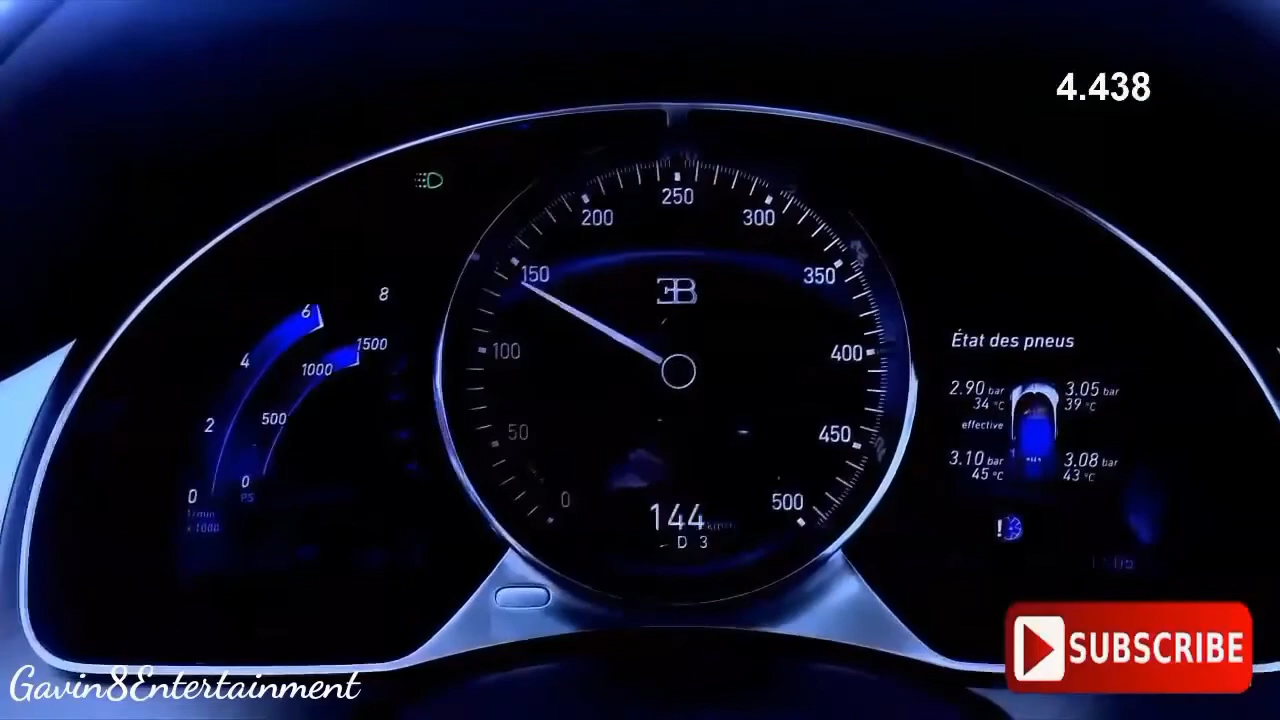 4.438
200
250
300
150
350
EB
100
400
50
450
0
500
144 km/h
D 3
8
6
4
2
0
1/min
x 1000
1500
1000
500
0
PS
État des pneus
2.90 bar
34 °C
3.05 bar
39 °C
effective
3.10 bar
45 °C
3.08 bar
43 °C
!
SUBSCRIBE
Gavin8Entertainment